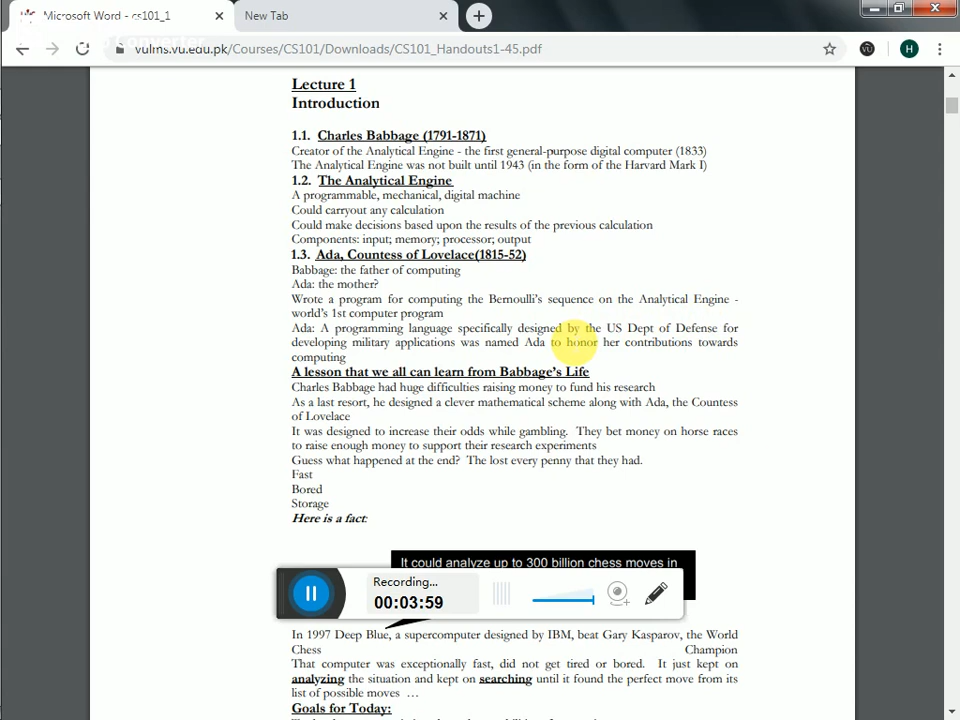 Microsoft Word - cs101_1
New Tab
vulms.vu.edu.pk/Courses/CS101/Downloads/CS101_Handouts1-45.pdf
VU
H
Lecture 1
Introduction
1.1. Charles Babbage (1791-1871)
Creator of the Analytical Engine - the first general-purpose digital computer (1833)
The Analytical Engine was not built until 1943 (in the form of the Harvard Mark I)
1.2. The Analytical Engine
A programmable, mechanical, digital machine
Could carryout any calculation
Could make decisions based upon the results of the previous calculation
Components: input; memory; processor; output
1.3. Ada, Countess of Lovelace(1815-52)
Babbage: the father of computing
Ada: the mother?
Wrote a program for computing the Bernoulli's sequence on the Analytical Engine -
world's 1st computer program
Ada: A programming language specifically designed by the US Dept of Defense for
developing military applications was named Ada to honor her contributions towards
computing
A lesson that we all can learn from Babbage's Life
Charles Babbage had huge difficulties raising money to fund his research
As a last resort, he designed a clever mathematical scheme along with Ada, the Countess
of Lovelace
It was designed to increase their odds while gambling. They bet money on horse races
to raise enough money to support their research experiments
Guess what happened at the end? The lost every penny that they had.
Fast
Bored
Storage
Here is a fact:
It could analyze up to 300 billion chess moves in
Recording...
00:03:59
In 1997 Deep Blue, a supercomputer designed by IBM, beat Gary Kasparov, the World
Chess Champion
That computer was exceptionally fast, did not get tired or bored. It just kept on
analyzing the situation and kept on searching until it found the perfect move from its
list of possible moves …
Goals for Today: